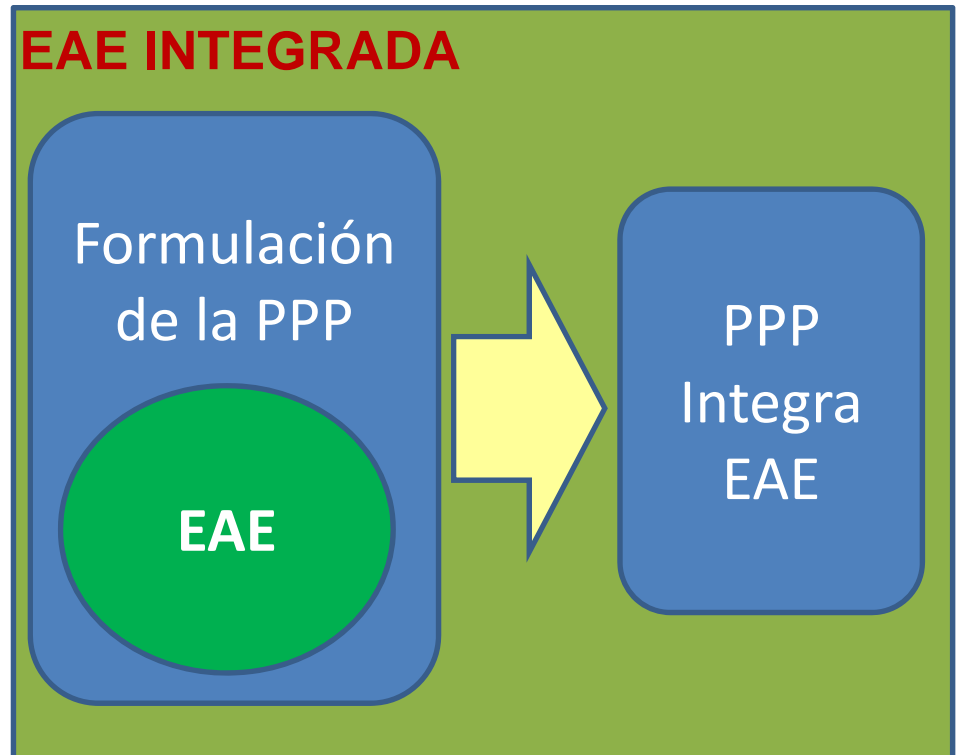 EAE INTEGRADA
Formulación
de la PPP
EAE
PPP
Integra
EAE